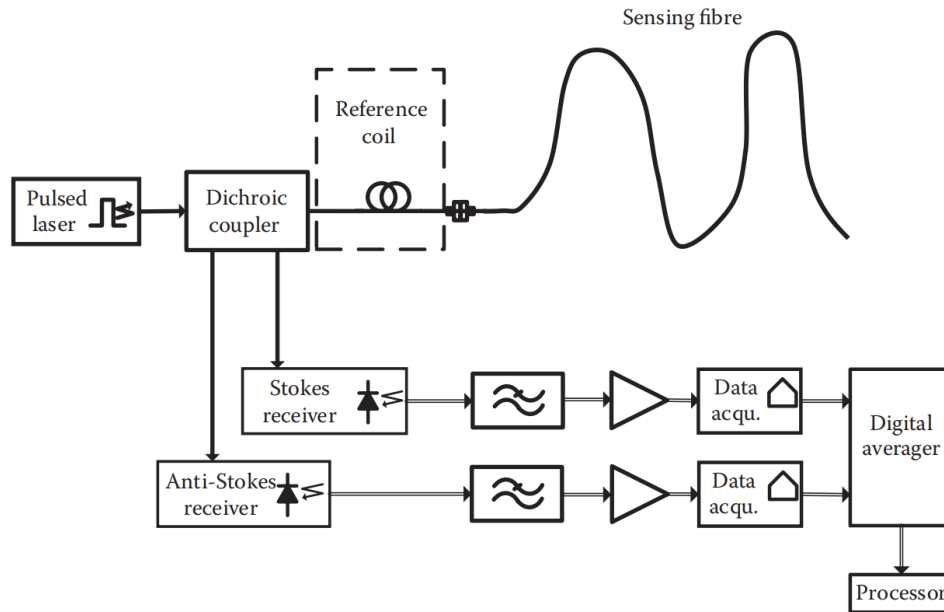 Sensing fibre
Reference
coil
Pulsed
laser
Dichroic
coupler
Stokes
receiver
Data
acqu.
Digital
averager
Anti-Stokes
receiver
Data
acqu.
Processor